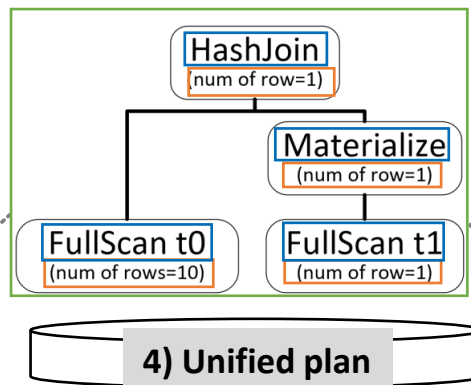 HashJoin
(num of row=1)
Materialize
(num of row=1)
FullScan t0
(num of rows=10)
FullScan t1
(num of row=1)
4) Unified plan